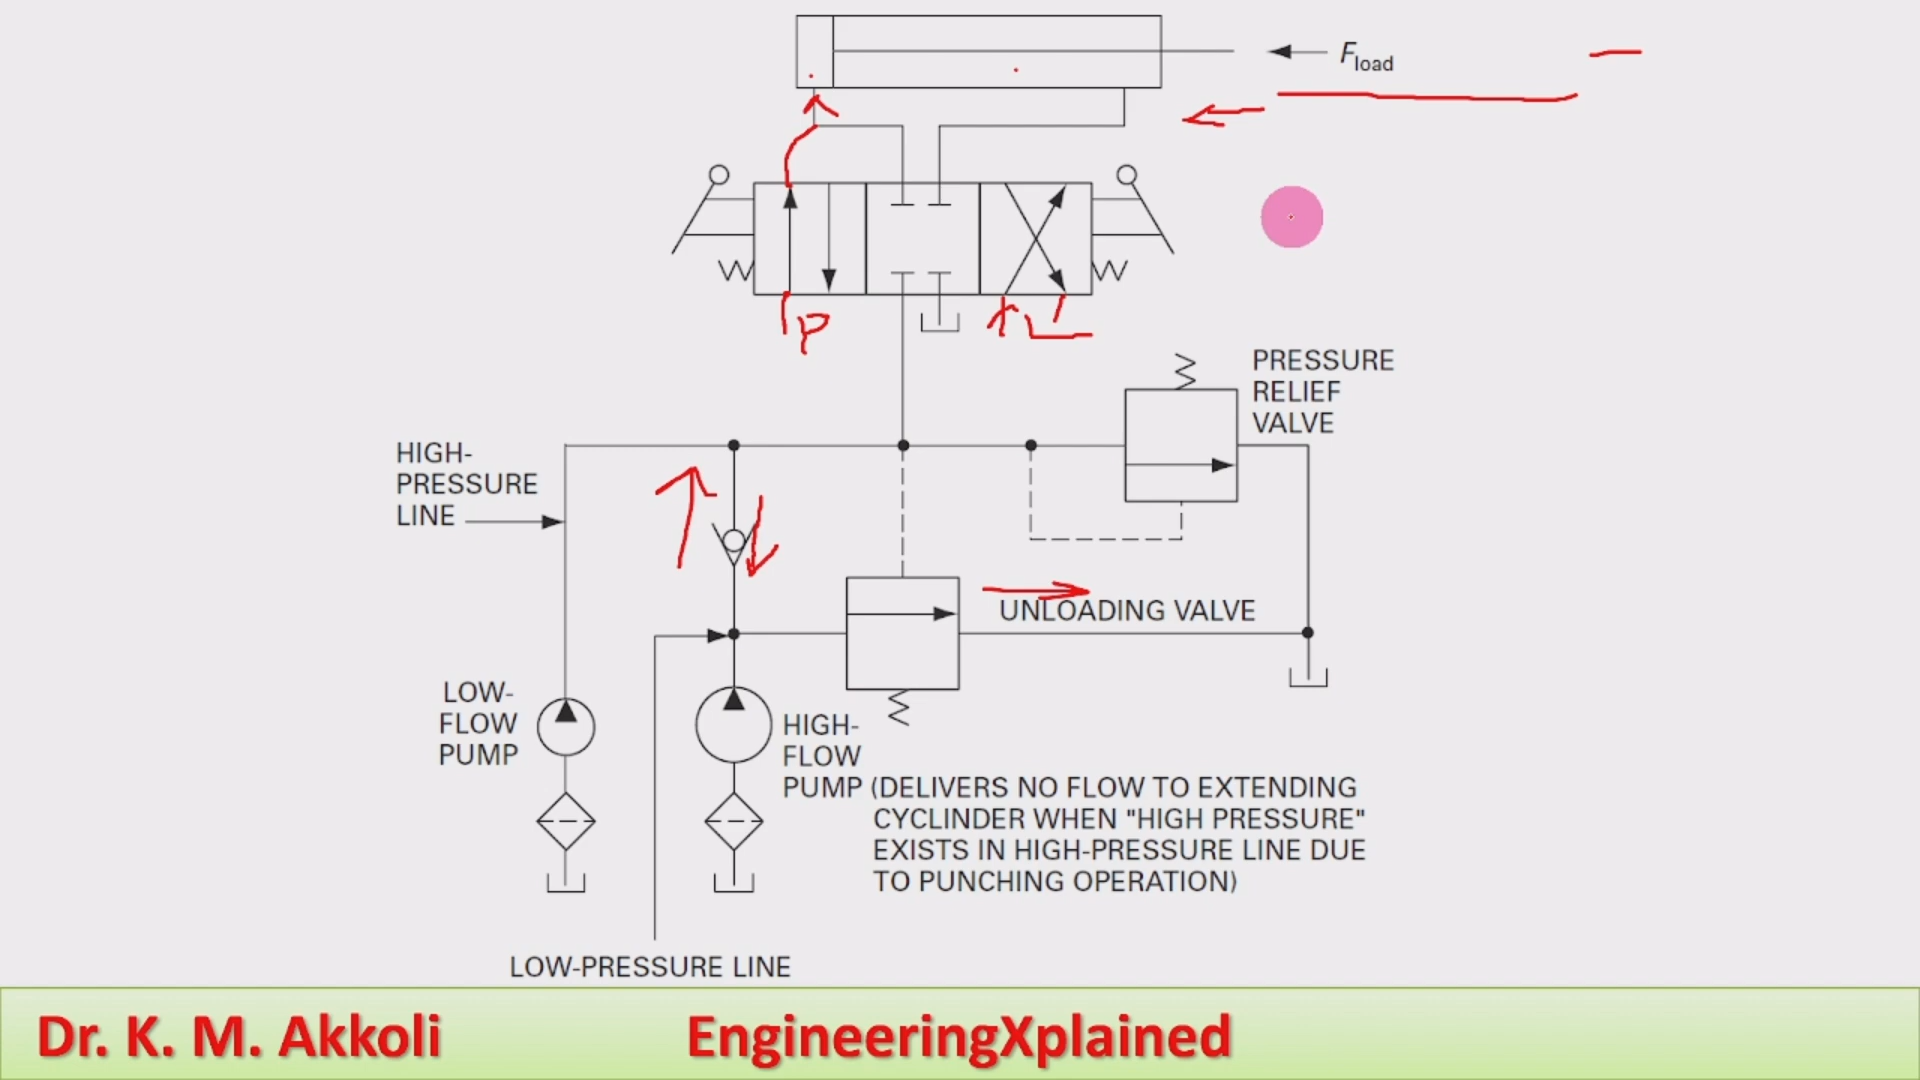 Fload
P
PRESSURE
RELIEF
VALVE
HIGH-
PRESSURE
LINE
UNLOADING VALVE
LOW-
FLOW
PUMP
HIGH-
FLOW
PUMP (DELIVERS NO FLOW TO EXTENDING
CYCLINDER WHEN "HIGH PRESSURE"
EXISTS IN HIGH-PRESSURE LINE DUE
TO PUNCHING OPERATION)
LOW-PRESSURE LINE
Dr. K. M. Akkoli
EngineeringXplained